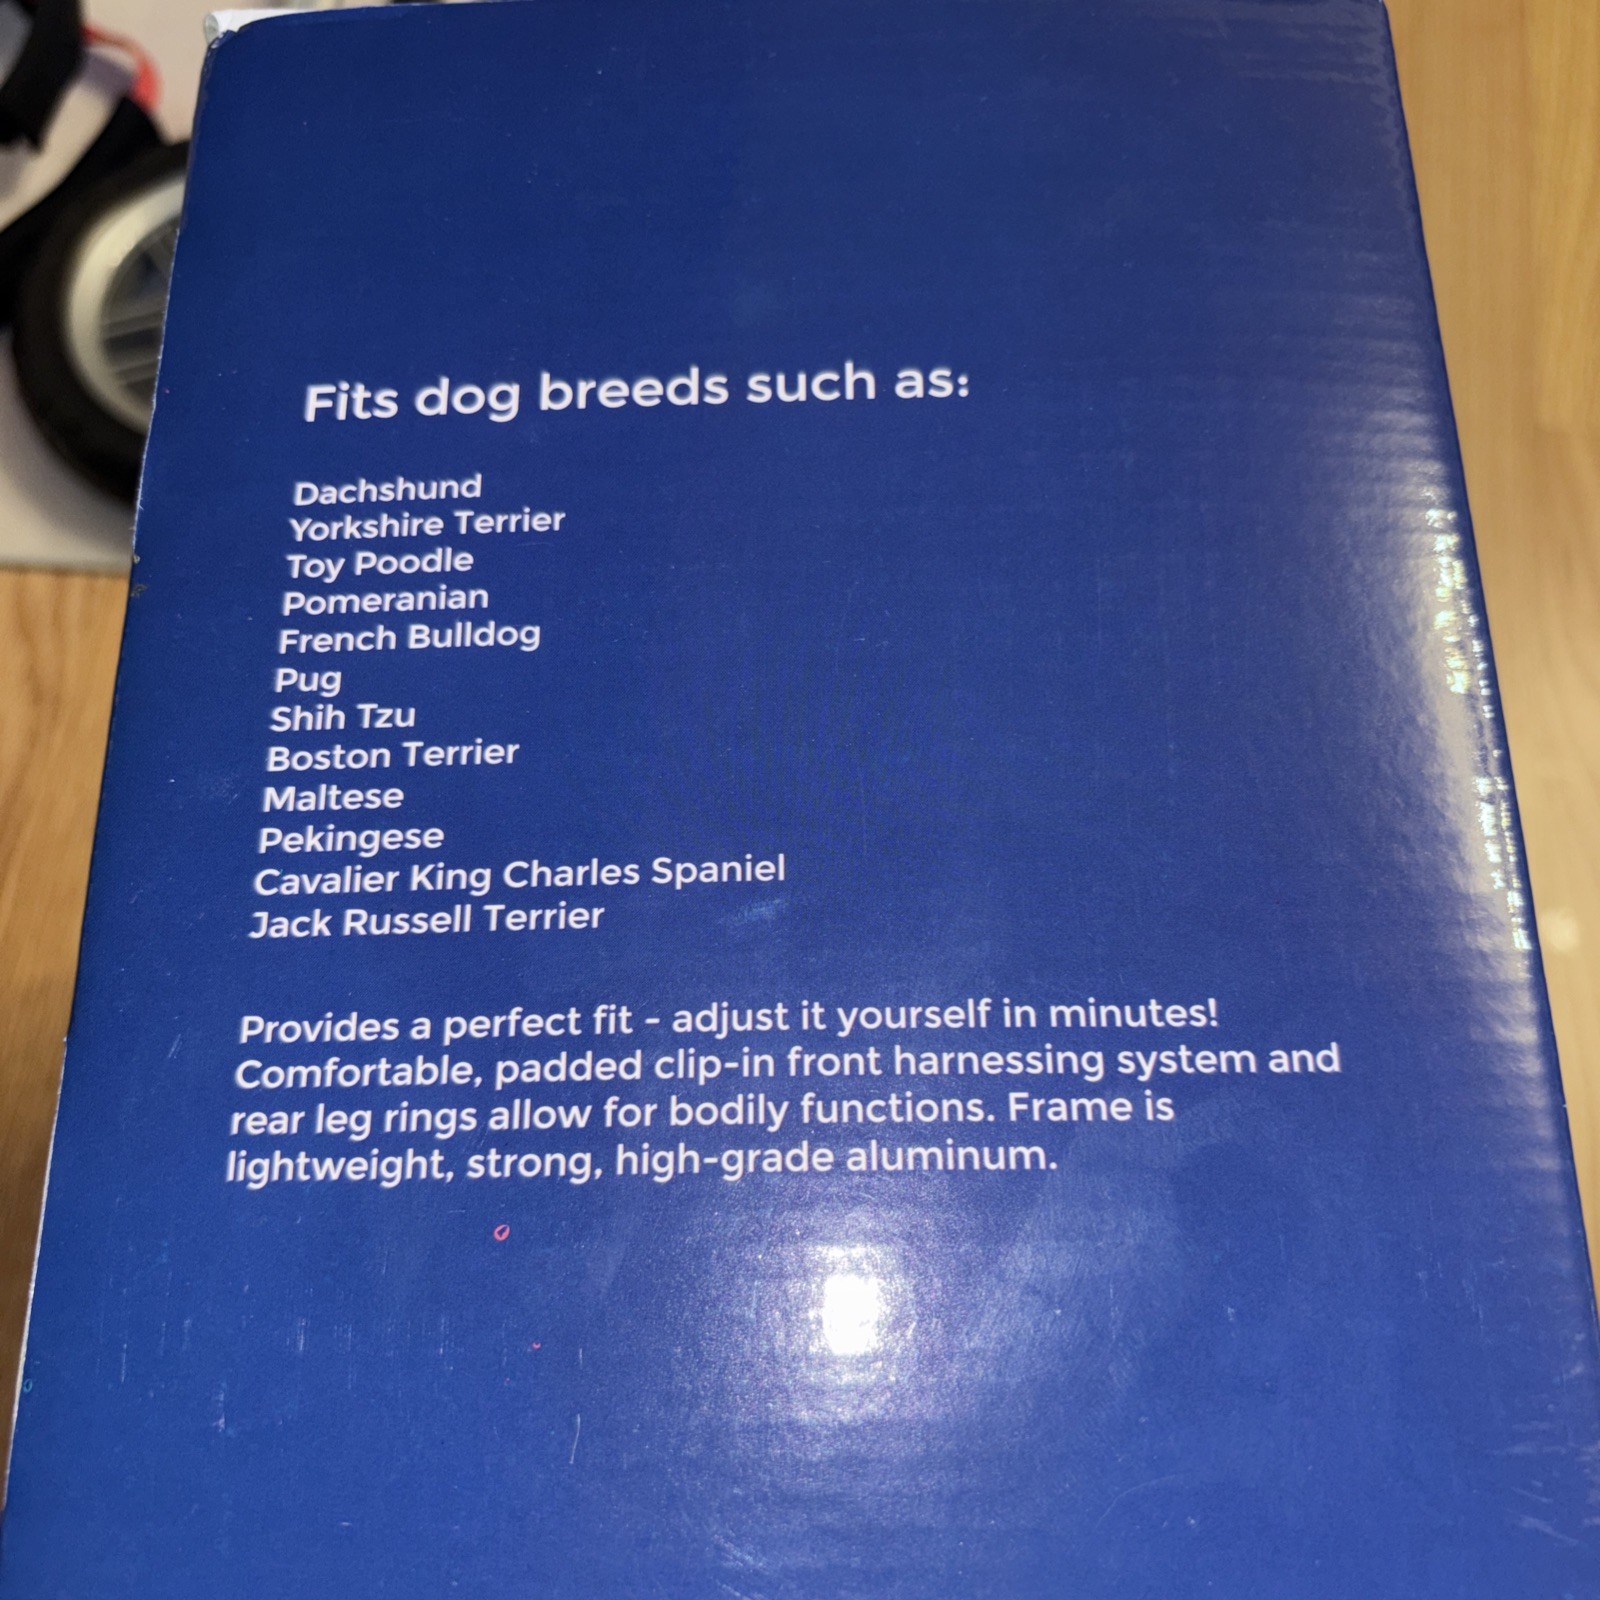 Fits dog breeds such as:
Dachshund
Yorkshire Terrier
Toy Poodle
Pomeranian
French Bulldog
Pug
Shih Tzu
Boston Terrier
Maltese
Pekingese
Cavalier King Charles Spaniel
Jack Russell Terrier
Provides a perfect fit - adjust it yourself in minutes!
Comfortable, padded clip-in front harnessing system and
rear leg rings allow for bodily functions. Frame is
lightweight, strong, high-grade aluminum.